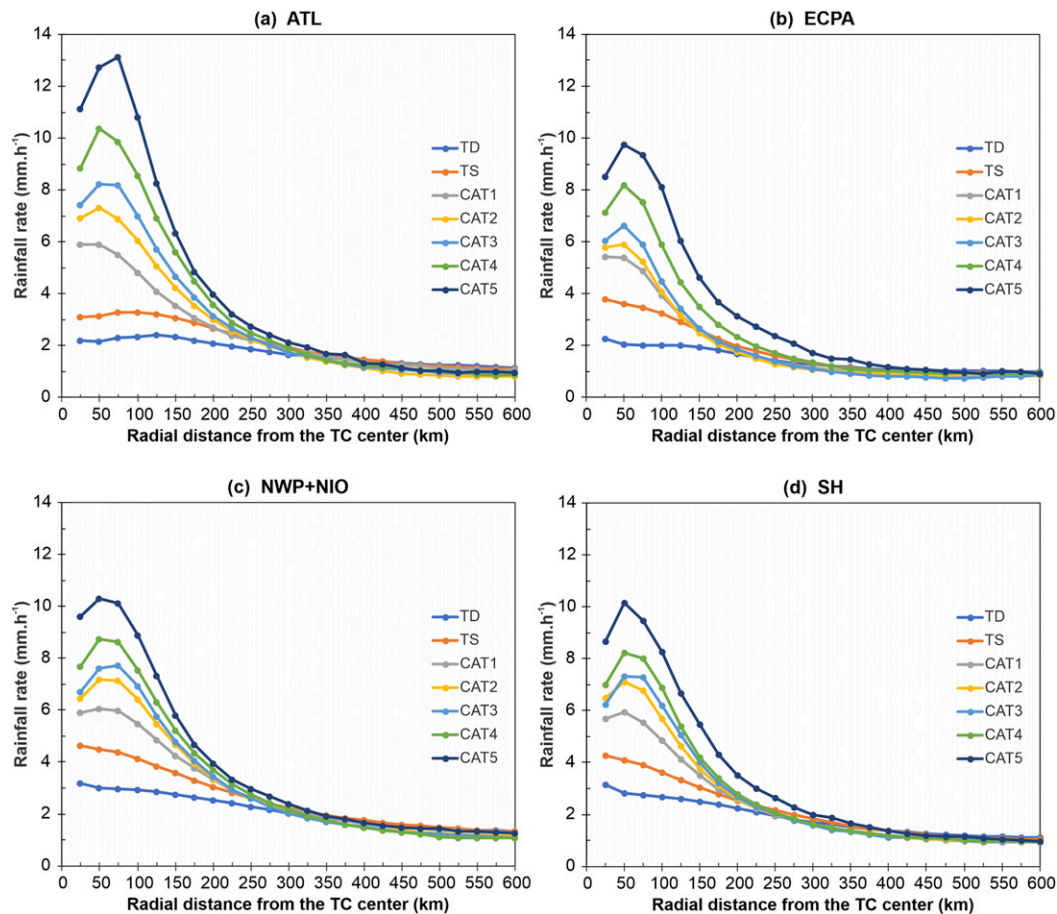 (a) ATL
Rainfall rate (mm.h⁻¹)
14
12
10
8
6
4
2
0
TD
TS
CAT1
CAT2
CAT3
CAT4
CAT5
0 50 100 150 200 250 300 350 400 450 500 550 600
Radial distance from the TC center (km)
(b) ECPA
Rainfall rate (mm.h⁻¹)
14
12
10
8
6
4
2
0
TD
TS
CAT1
CAT2
CAT3
CAT4
CAT5
0 50 100 150 200 250 300 350 400 450 500 550 600
Radial distance from the TC center (km)
(c) NWP+NIO
Rainfall rate (mm.h⁻¹)
14
12
10
8
6
4
2
0
TD
TS
CAT1
CAT2
CAT3
CAT4
CAT5
0 50 100 150 200 250 300 350 400 450 500 550 600
Radial distance from the TC center (km)
(d) SH
Rainfall rate (mm.h⁻¹)
14
12
10
8
6
4
2
0
TD
TS
CAT1
CAT2
CAT3
CAT4
CAT5
0 50 100 150 200 250 300 350 400 450 500 550 600
Radial distance from the TC center (km)